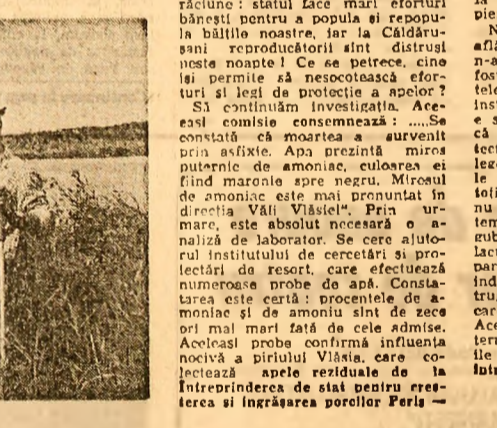 răciune : statul face mari eforturi
bănești pentru a popula și repopu-
la bălțile noastre, iar la Căldăru-
șani reproducătorii sînt distruși
peste noapte ! Ce se petrece, cine
își permite să nesocotească efor-
turi și legi de protecție a apelor ?
Să continuăm investigația. Ace-
eași comisie consemnează : .....Se
constată că moartea a survenit
prin asfixie. Apa prezintă miros
puternic de amoniac, culoarea ei
fiind maronie spre negru. Mirosul
de amoniac este mai pronunțat în
direcția Văii Vlăsiei". Prin ur-
mare, este absolut necesară o a-
naliză de laborator. Se cere ajuto-
rul institutului de cercetări și pro-
iectări de resort, care efectuează
numeroase probe de apă. Consta-
tarea este certă : procentele de a-
moniac și de amoniu sînt de zece
ori mai mari față de cele admise.
Aceleași probe confirmă influența
nocivă a pîrîului Vlăsia, care co-
lectează apele reziduale de la
Întreprinderea de stat pentru creș-
terea și îngrășarea porcilor Periș —